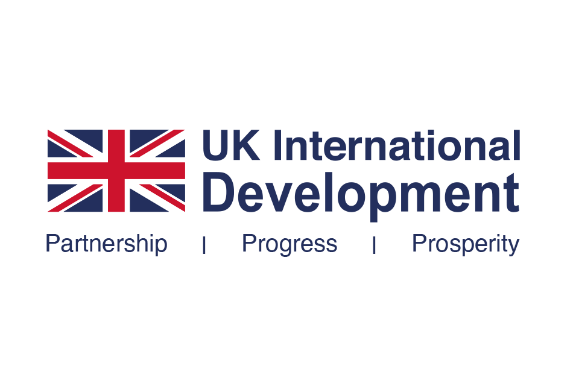 UK International
Development
Partnership | Progress | Prosperity